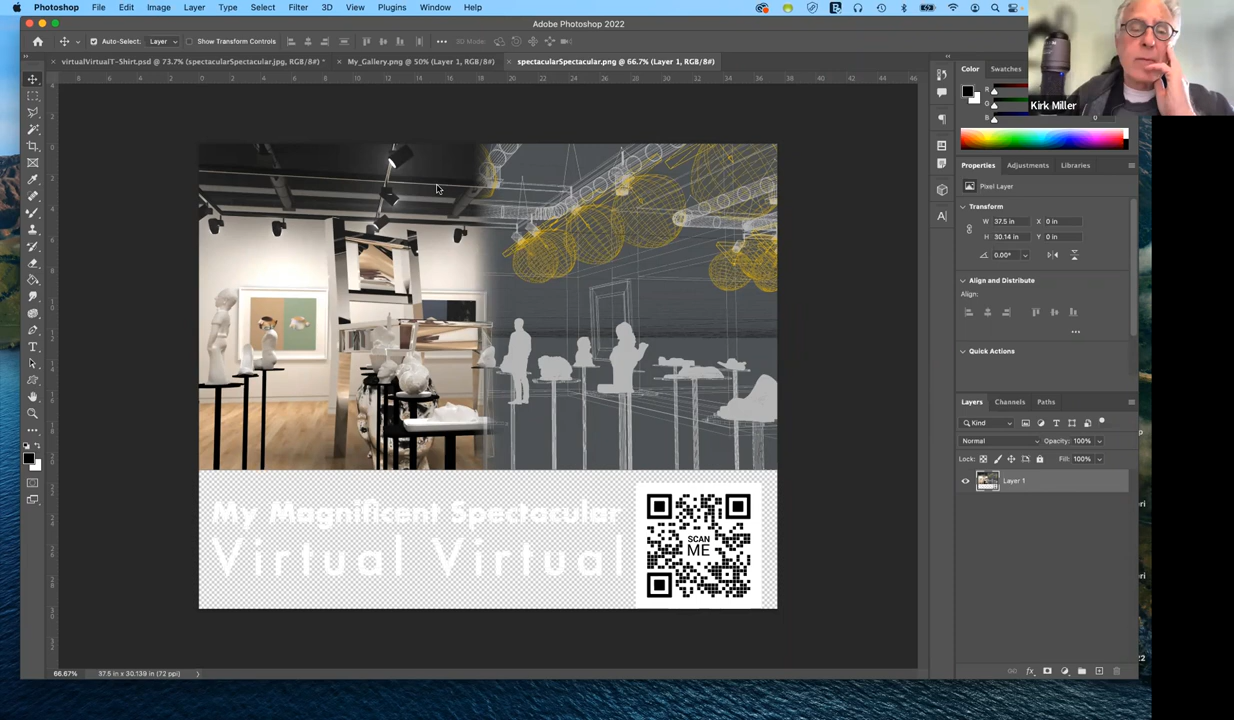 Photoshop File Edit Image Layer Type Select Filter 3D View Plugins Window Help
Adobe Photoshop 2022
Auto-Select: Layer Show Transform Controls 3D Mode:
virtualVirtualT-Shirt.psd @ 73.7% (spectacularSpectacular.jpg, RGB/8#) *
My_Gallery.png @ 50% (Layer 1, RGB/8#)
spectacularSpectacular.png @ 66.7% (Layer 1, RGB/8#)
Kirk Miller
Color Swatches
R
G
B 0
Properties Adjustments Libraries
Pixel Layer
Transform
W 37.5 in X 0 in
H 30.14 in Y 0 in
0.00°
Align and Distribute
Align:
Quick Actions
Layers Channels Paths
Kind
Normal Opacity: 100%
Lock: Fill: 100%
Layer 1
My Magnificent Spectacular
Virtual Virtual
SCAN
ME
66.67% 37.5 in x 30.139 in (72 ppi)